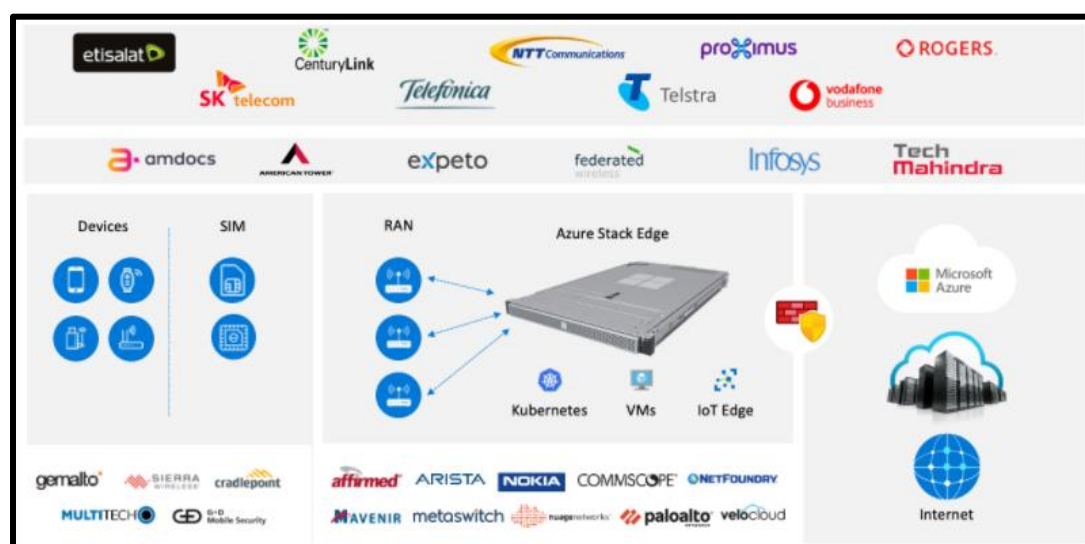 etisalat
CenturyLink
NTT Communications
proximus
ROGERS
SK telecom
Telefónica
Telstra
vodafone
business
amdocs
AMERICAN TOWER
expeto
federated
wireless
Infosys
Tech
Mahindra
Devices
SIM
RAN
Azure Stack Edge
Microsoft
Azure
Kubernetes
VMs
IoT Edge
Internet
gemalto
SIERRA
WIRELESS
cradlepoint
MULTITECH
G+D
Mobile Security
affirmed
ARISTA
NOKIA
COMMSCOPE
NETFOUNDRY
MAVENIR
metaswitch
nuagenetworks
paloalto
NETWORKS
velocloud